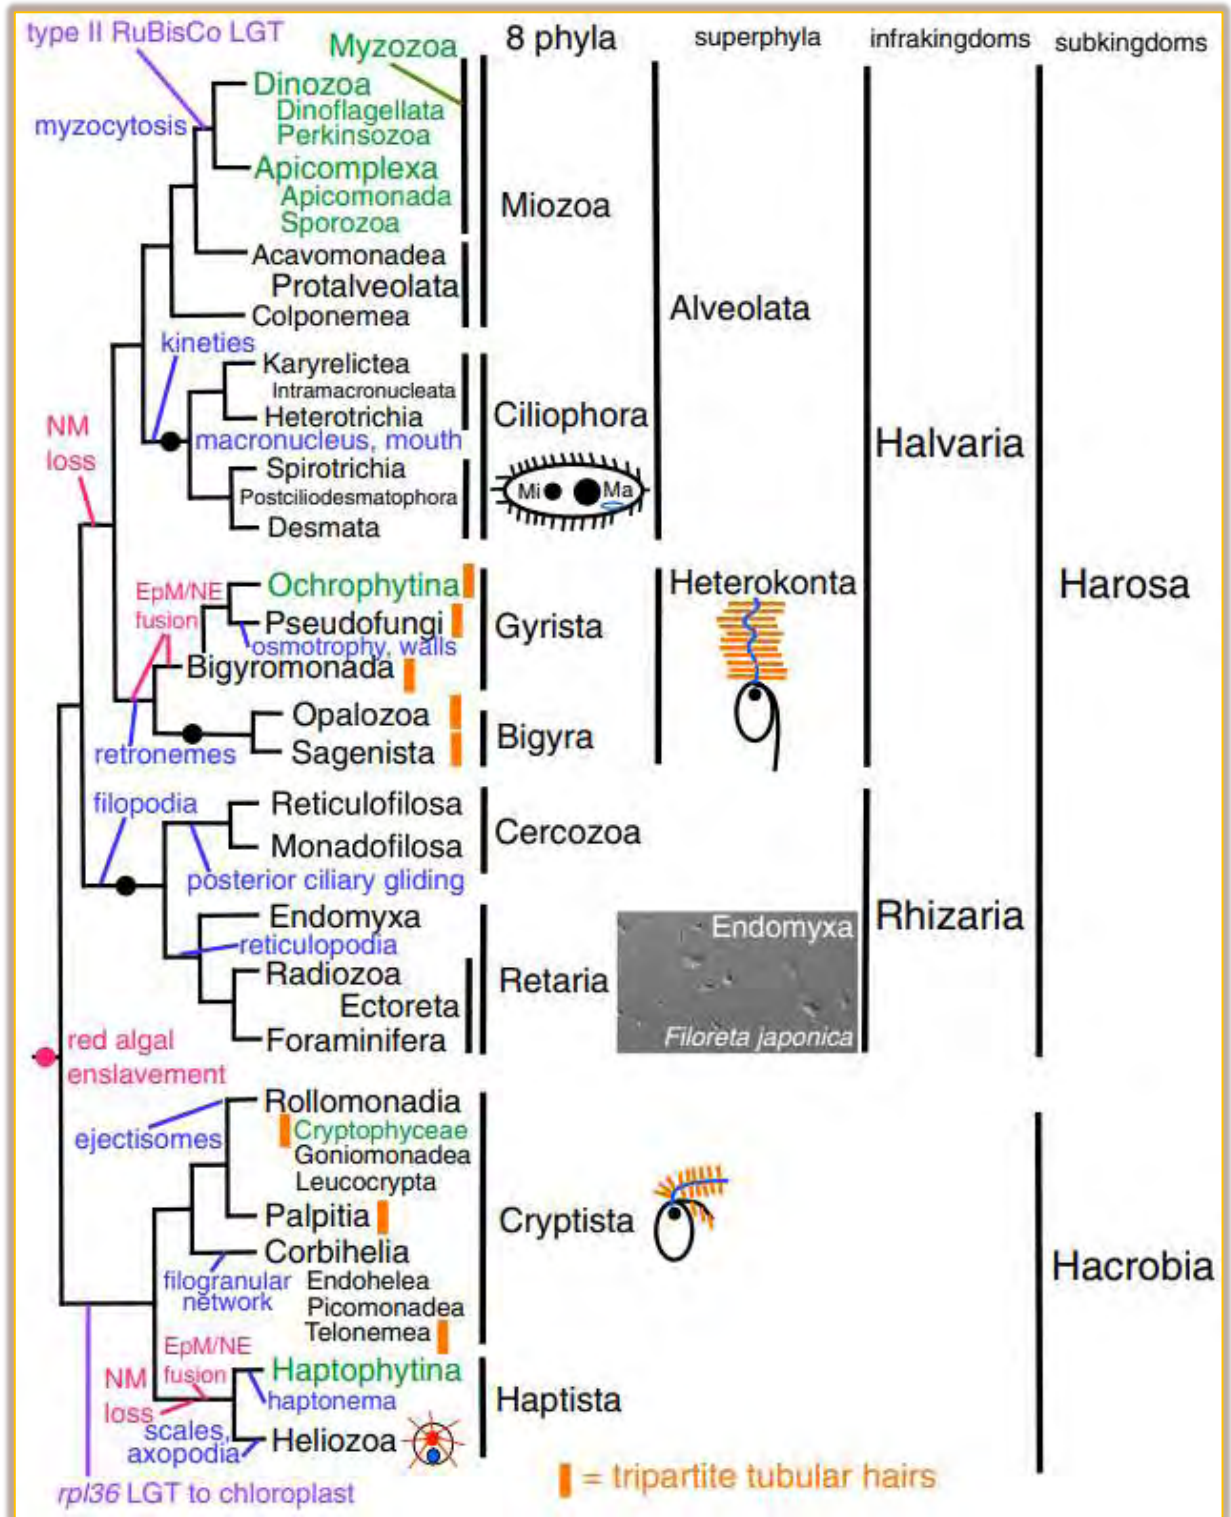 type II RuBisCo LGT
Myzozoa
8 phyla
superphyla
infrakingdoms
subkingdoms
Dinozoa
Dinoflagellata
myzocytosis
Perkinsozoa
Apicomplexa
Apicomonada
Miozoa
Sporozoa
Acavomonadea
Protalveolata
Alveolata
Colponemea
kineties
Karyrelictea
Intramacronucleata
Ciliophora
Heterotrichia
NM
loss
macronucleus, mouth
Halvaria
Spirotrichia
Mi
Ma
Postciliodesmatophora
Desmata
EpM/NE
fusion
Ochrophytina
Heterokonta
Harosa
Pseudofungi
Gyrista
osmotrophy, walls
Bigyromonada
Opalozoa
Bigyra
Sagenista
retronemes
filopodia
Reticulofilosa
Cercozoa
Monadofilosa
posterior ciliary gliding
Endomyxa
Endomyxa
Rhizaria
reticulopodia
Radiozoa
Retaria
Ectoreta
Foraminifera
Filoreta japonica
red algal
enslavement
Rollomonadia
ejectisomes
Cryptophyceae
Goniomonadea
Leucocrypta
Palpitia
Cryptista
Corbihelia
Hacrobia
filogranular
network
Endohelea
Picomonadea
Telonemea
EpM/NE
fusion
Haptophytina
NM
loss
haptonema
Haptista
scales,
axopodia
Heliozoa
= tripartite tubular hairs
rpl36 LGT to chloroplast